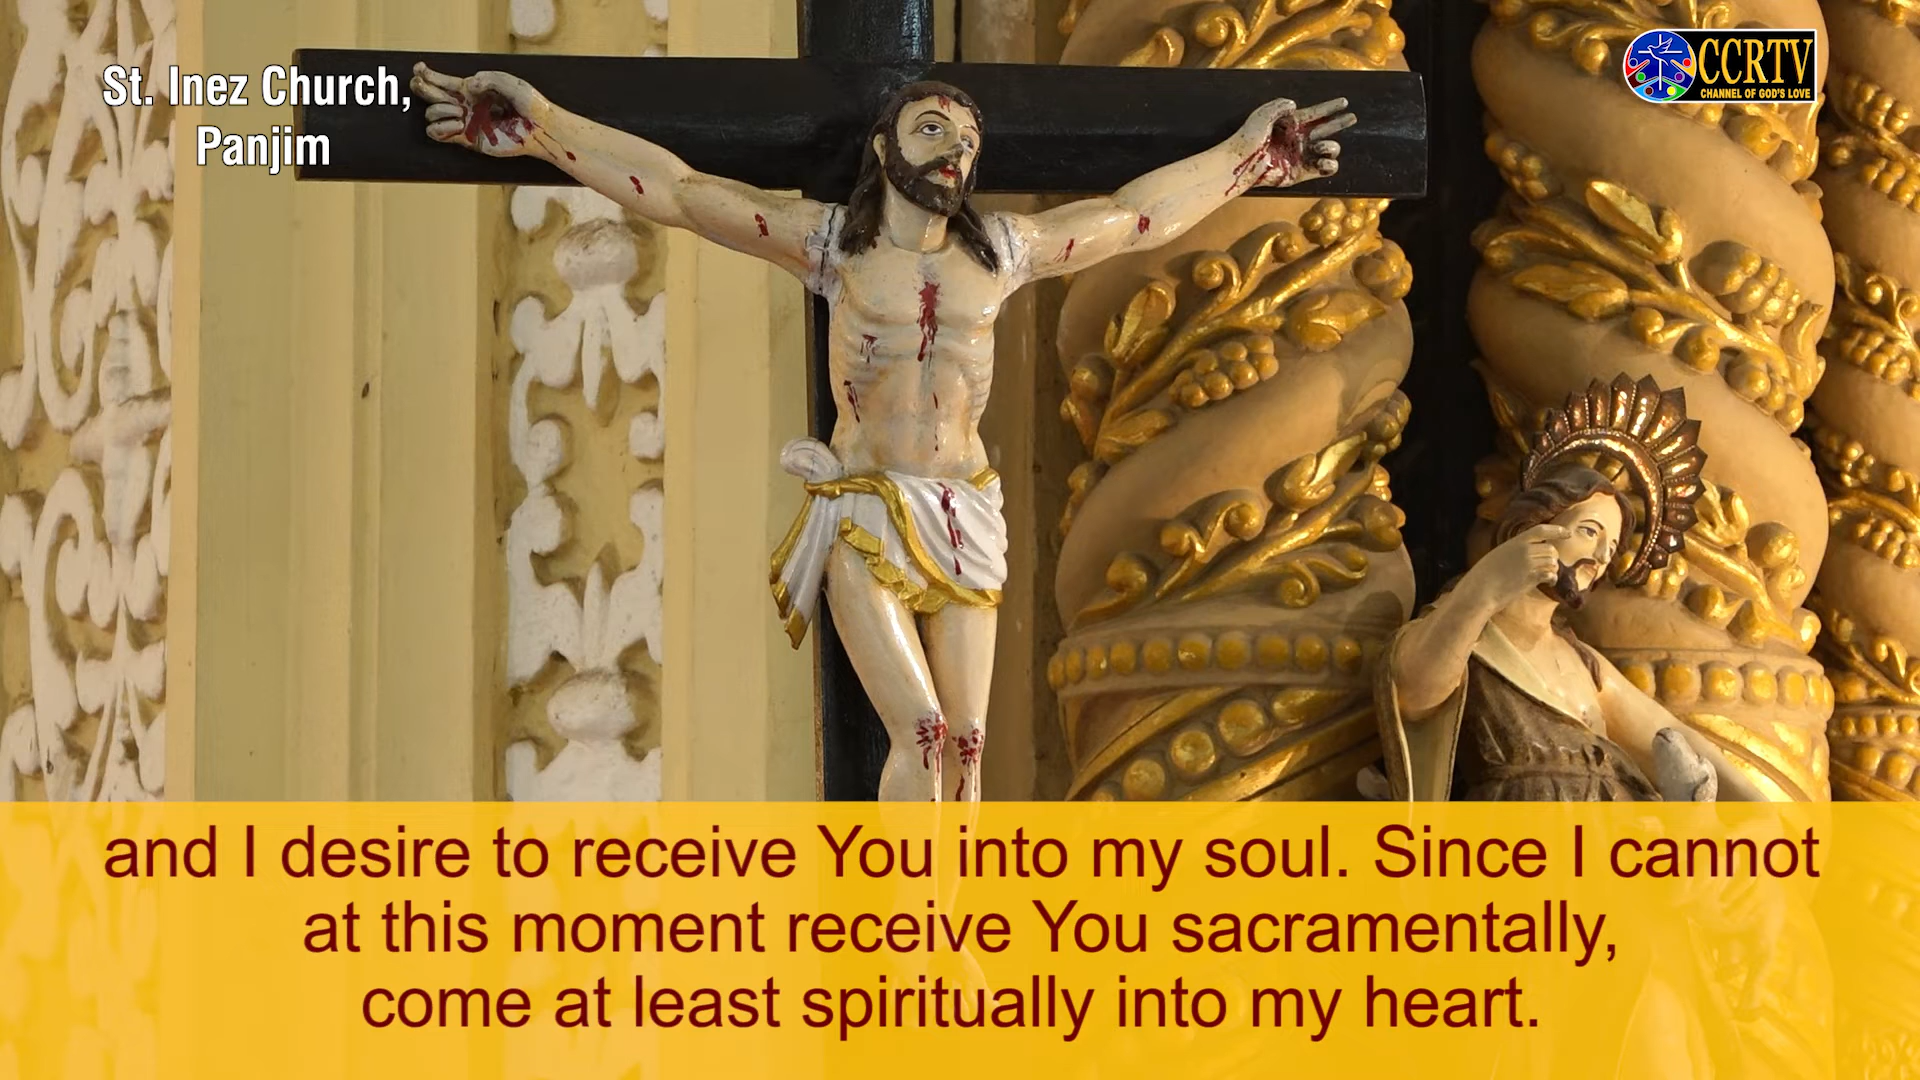 St. Inez Church,
Panjim
CCRTV
CHANNEL OF GOD'S LOVE
and I desire to receive You into my soul. Since I cannot
at this moment receive You sacramentally,
come at least spiritually into my heart.